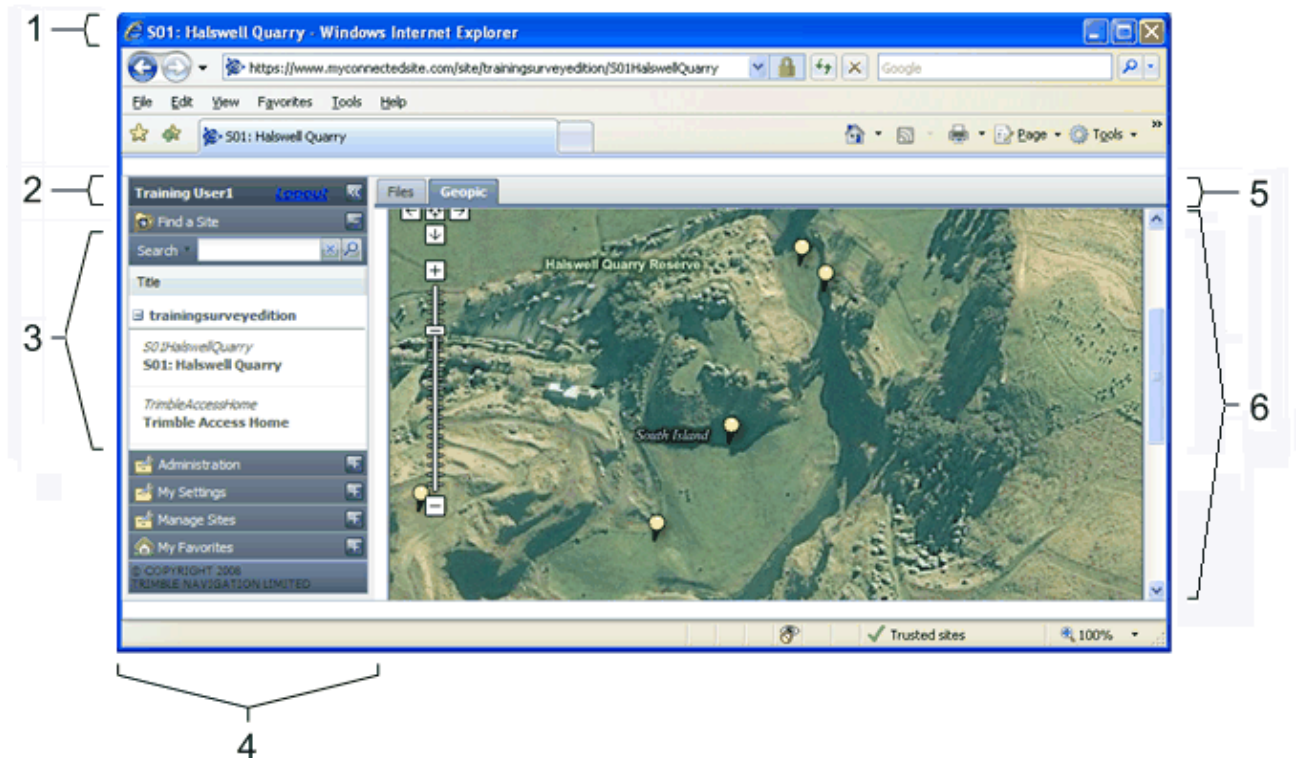 1
S01: Halswell Quarry - Windows Internet Explorer
https://www.myconnectedsite.com/site/trainingsurveyedition/S01HalswellQuarry
Google
File Edit View Favorites Tools Help
S01: Halswell Quarry
Page
Tools
»
2
Training User1 Logout
Files Geopic
5
Find a Site
Search
Title
trainingsurveyedition
3
S01HalswellQuarry
S01: Halswell Quarry
TrimbleAccessHome
Trimble Access Home
Administration
My Settings
Manage Sites
My Favorites
© COPYRIGHT 2008
TRIMBLE NAVIGATION LIMITED
Halswell Quarry Reserve
South Island
6
Trusted sites
100%
4